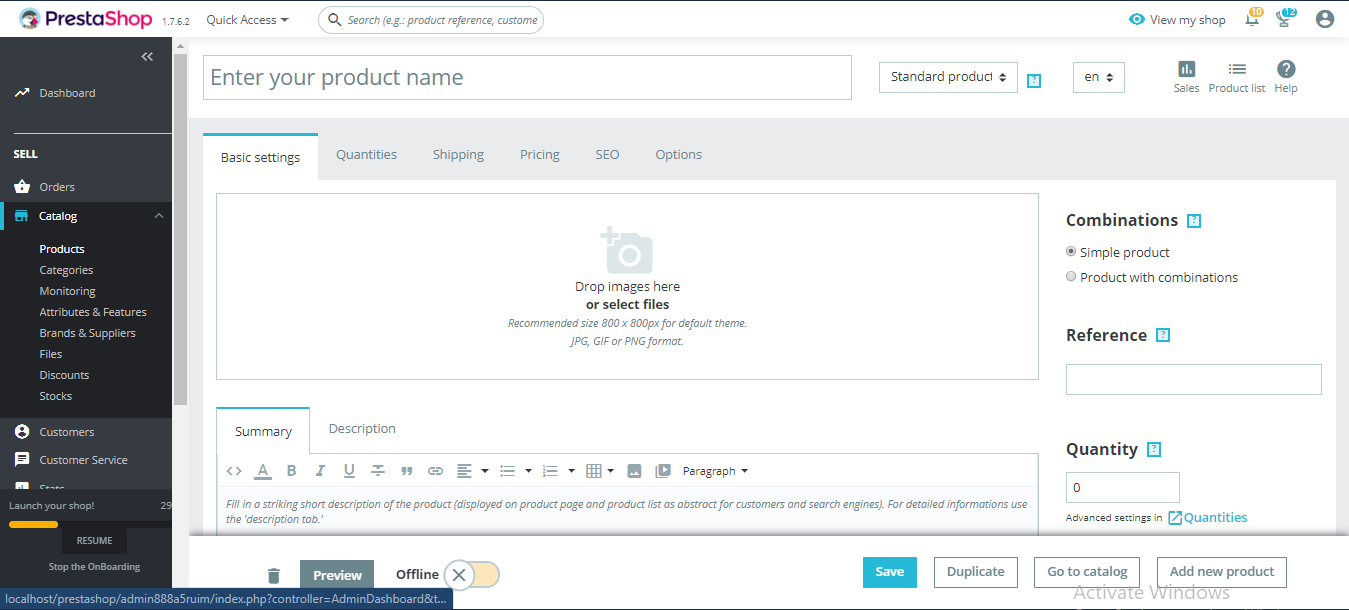 PrestaShop 1.7.6.2 Quick Access Search (e.g.: product reference, custome View my shop 10 12
Enter your product name Standard product en Sales Product list Help
Dashboard
SELL
Orders
Catalog
Products
Categories
Monitoring
Attributes & Features
Brands & Suppliers
Files
Discounts
Stocks
Customers
Customer Service
Stats
Launch your shop! 29
RESUME
Stop the OnBoarding
Basic settings Quantities Shipping Pricing SEO Options
Drop images here
or select files
Recommended size 800 x 800px for default theme.
JPG, GIF or PNG format.
Summary Description
A B I U Paragraph
Fill in a striking short description of the product (displayed on product page and product list as abstract for customers and search engines). For detailed informations use
the 'description tab.'
Combinations ?
Simple product
Product with combinations
Reference ?
Quantity ?
0
Advanced settings in Quantities
Preview Offline Save Duplicate Go to catalog Add new product
Activate Windows
localhost/prestashop/admin888a5ruim/index.php?controller=AdminDashboard&t...